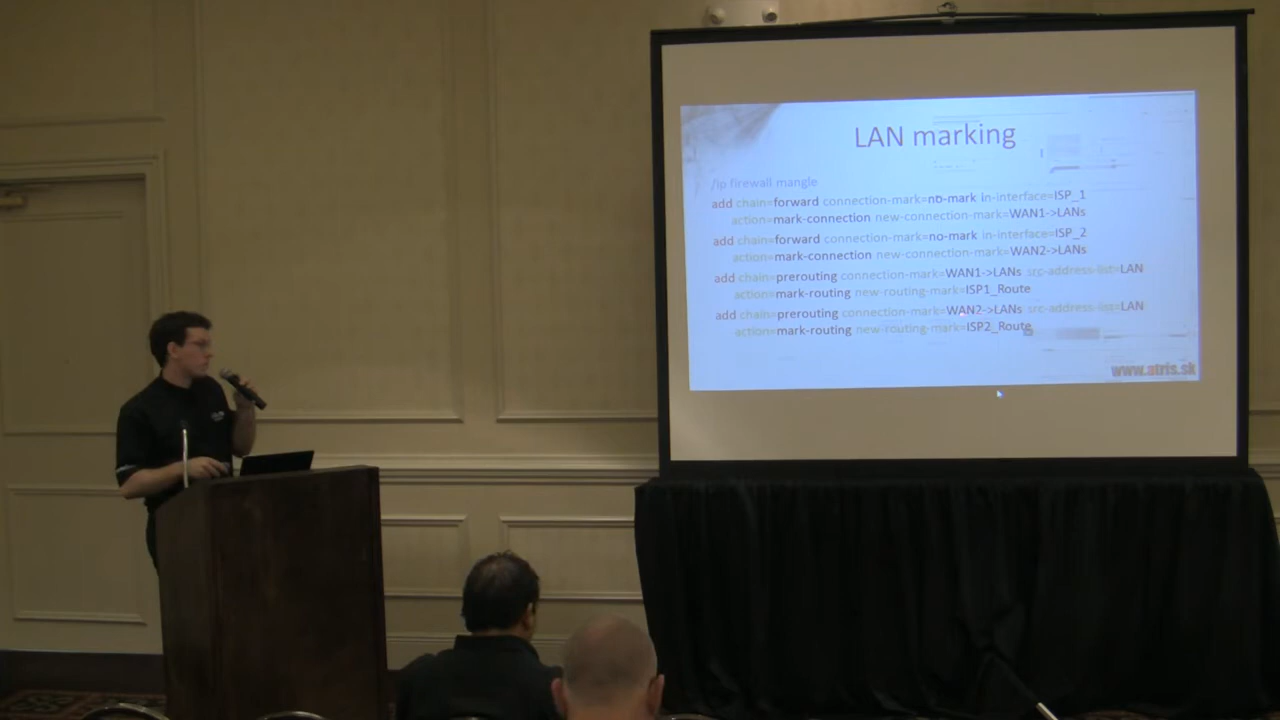 LAN marking
/ip firewall mangle
add chain=forward connection-mark=no-mark in-interface=ISP_1
action=mark-connection new-connection-mark=WAN1->LANs
add chain=forward connection-mark=no-mark in-interface=ISP_2
action=mark-connection new-connection-mark=WAN2->LANs
add chain=prerouting connection-mark=WAN1->LANs src-address-list=LAN
action=mark-routing new-routing-mark=ISP1_Route
add chain=prerouting connection-mark=WAN2->LANs src-address-list=LAN
action=mark-routing new-routing-mark=ISP2_Route
www.atris.sk